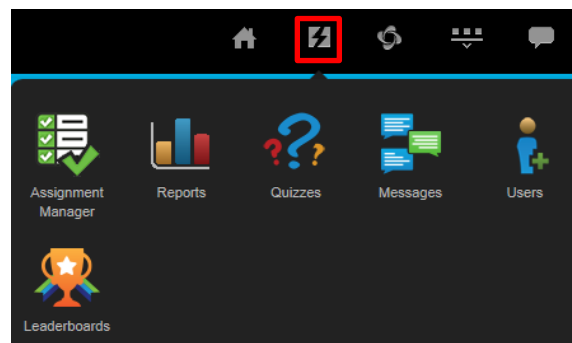 Assignment
Manager
Reports
Quizzes
Messages
Users
Leaderboards